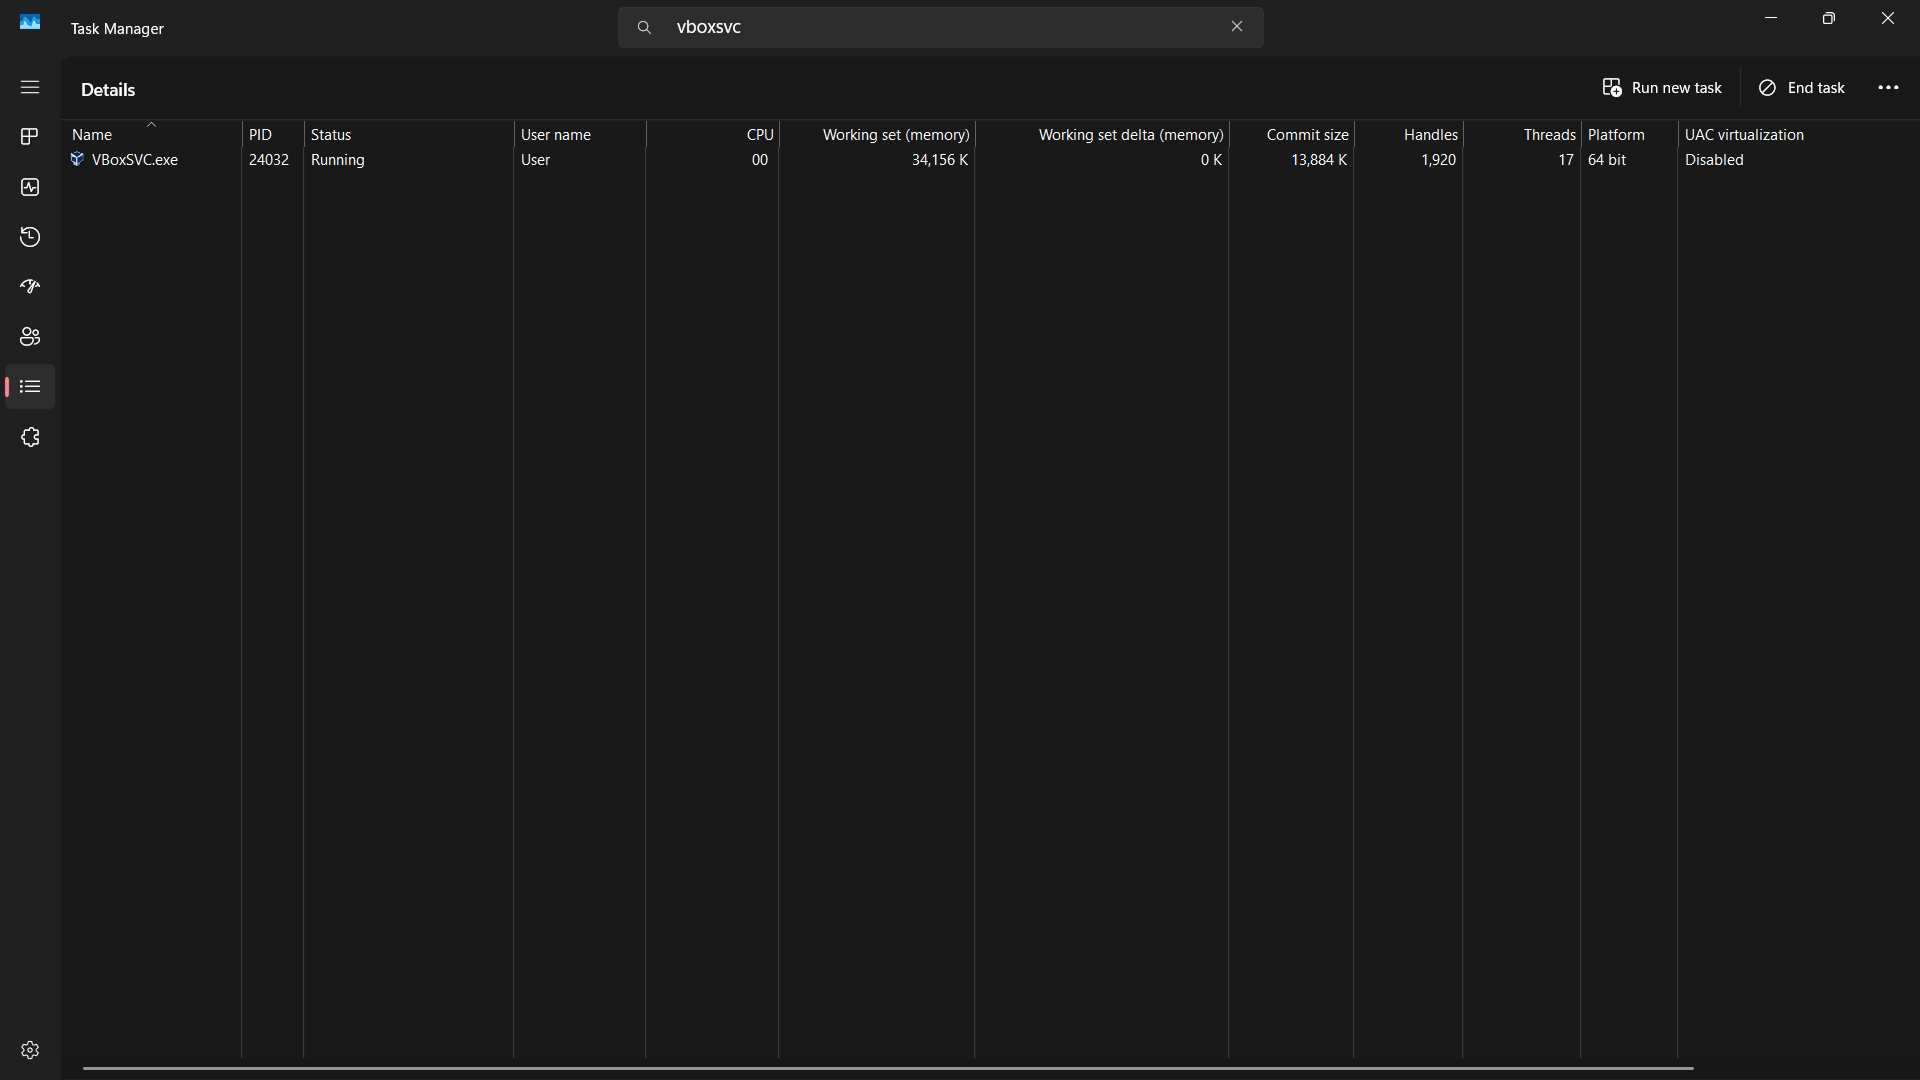 Task Manager
vboxsvc
Details
Run new task
End task
Name PID Status User name CPU Working set (memory) Working set delta (memory) Commit size Handles Threads Platform UAC virtualization
VBoxSVC.exe 24032 Running User 00 34,156 K 0 K 13,884 K 1,920 17 64 bit Disabled